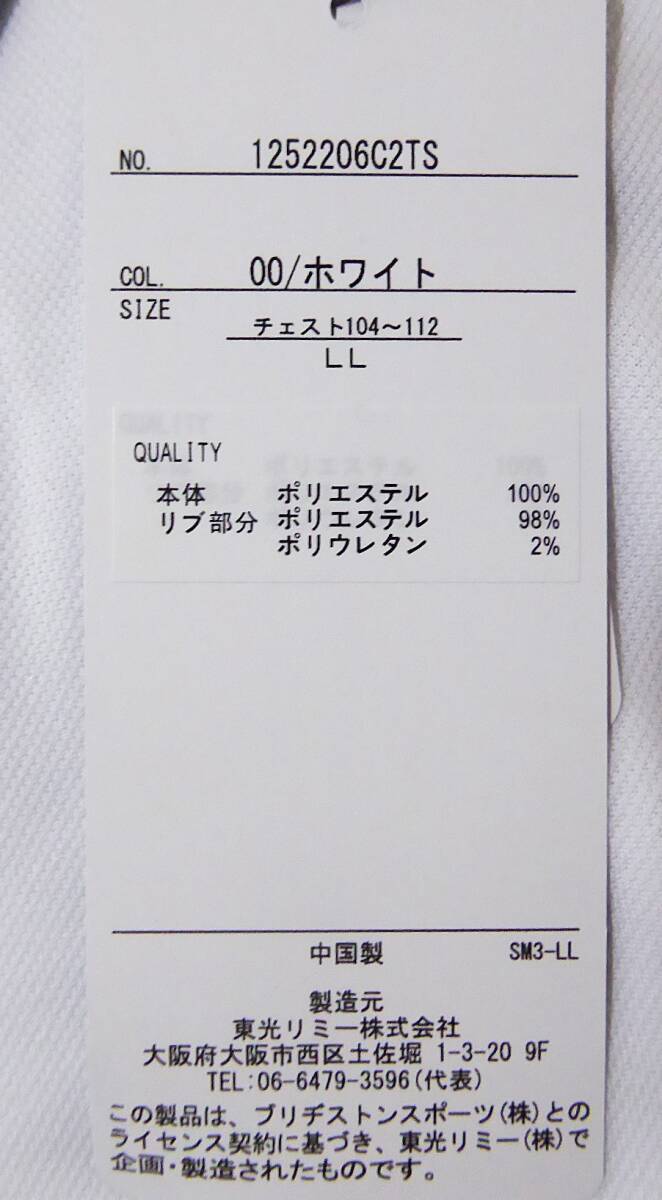 NO. 1252206C2TS
COL. 00/ホワイト
SIZE
チェスト104～112
LL
QUALITY
本体 ポリエステル 100%
リブ部分 ポリエステル 98%
ポリウレタン 2%
中国製 SM3-LL
製造元
東光リミー株式会社
大阪府大阪市西区土佐堀 1-3-20 9F
TEL:06-6479-3596(代表)
この製品は、ブリヂストンスポーツ(株)との
ライセンス契約に基づき、東光リミー(株)で
企画・製造されたものです。